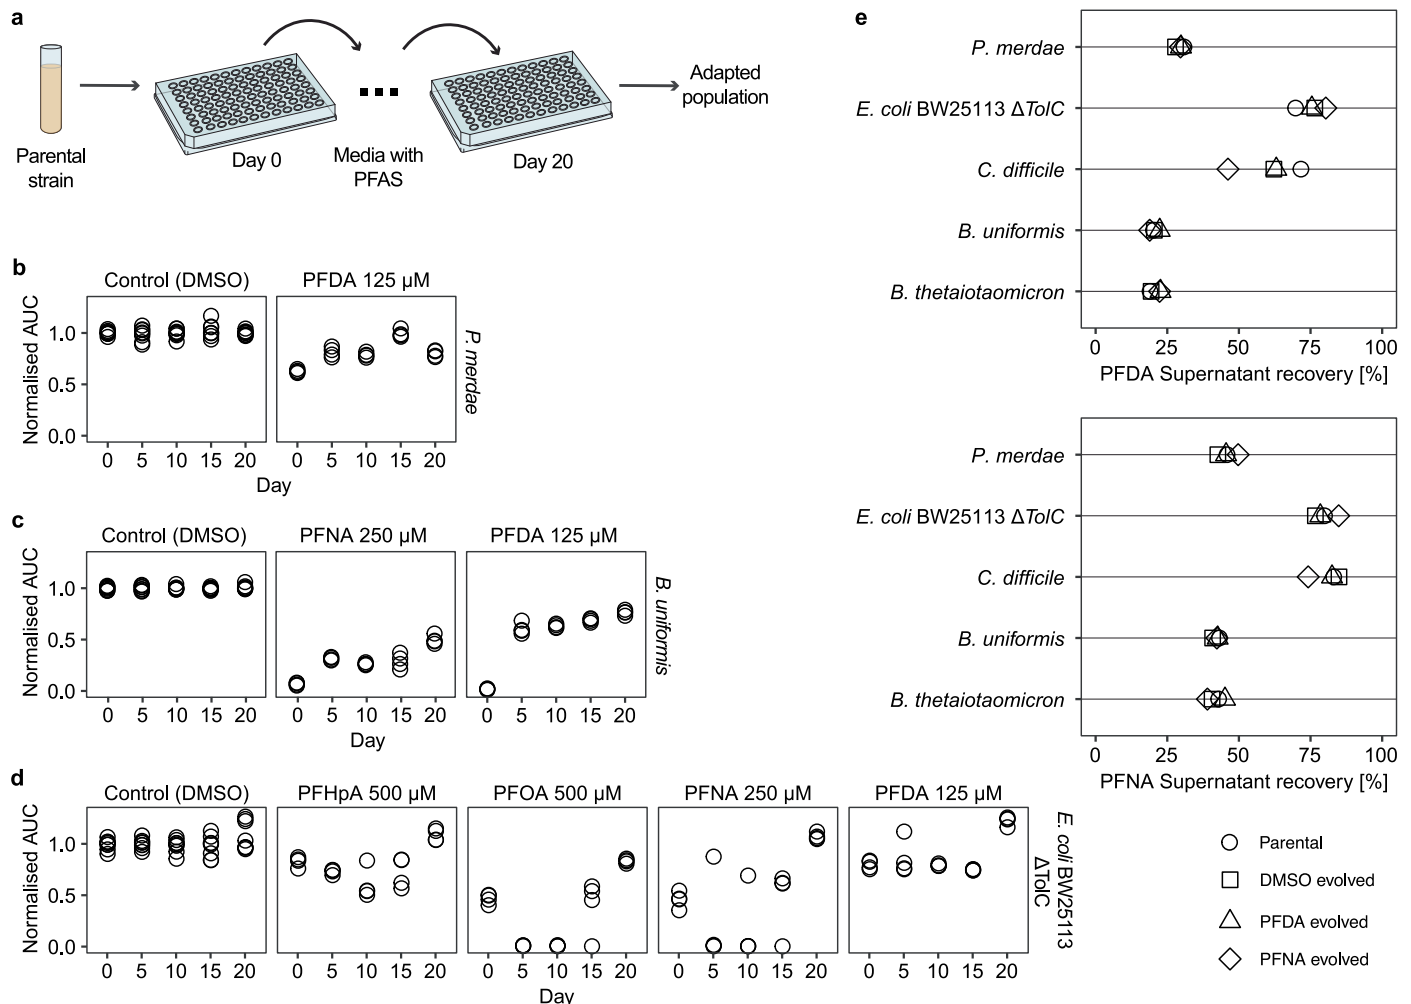 a
Parental
strain
Day 0
Media with
PFAS
Day 20
Adapted
population
b
Control (DMSO)
PFDA 125 µM
Normalised AUC
1.0
0.5
0.0
0 5 10 15 20
0 5 10 15 20
Day
P. merdae
c
Control (DMSO)
PFNA 250 µM
PFDA 125 µM
Normalised AUC
1.0
0.5
0.0
0 5 10 15 20
0 5 10 15 20
0 5 10 15 20
Day
B. uniformis
d
Control (DMSO)
PFHpA 500 µM
PFOA 500 µM
PFNA 250 µM
PFDA 125 µM
Normalised AUC
1.0
0.5
0.0
0 5 10 15 20
0 5 10 15 20
0 5 10 15 20
0 5 10 15 20
0 5 10 15 20
Day
E. coli BW25113
ΔTolC
e
P. merdae
E. coli BW25113 ΔTolC
C. difficile
B. uniformis
B. thetaiotaomicron
0 25 50 75 100
PFDA Supernatant recovery [%]
P. merdae
E. coli BW25113 ΔTolC
C. difficile
B. uniformis
B. thetaiotaomicron
0 25 50 75 100
PFNA Supernatant recovery [%]
Parental
DMSO evolved
PFDA evolved
PFNA evolved